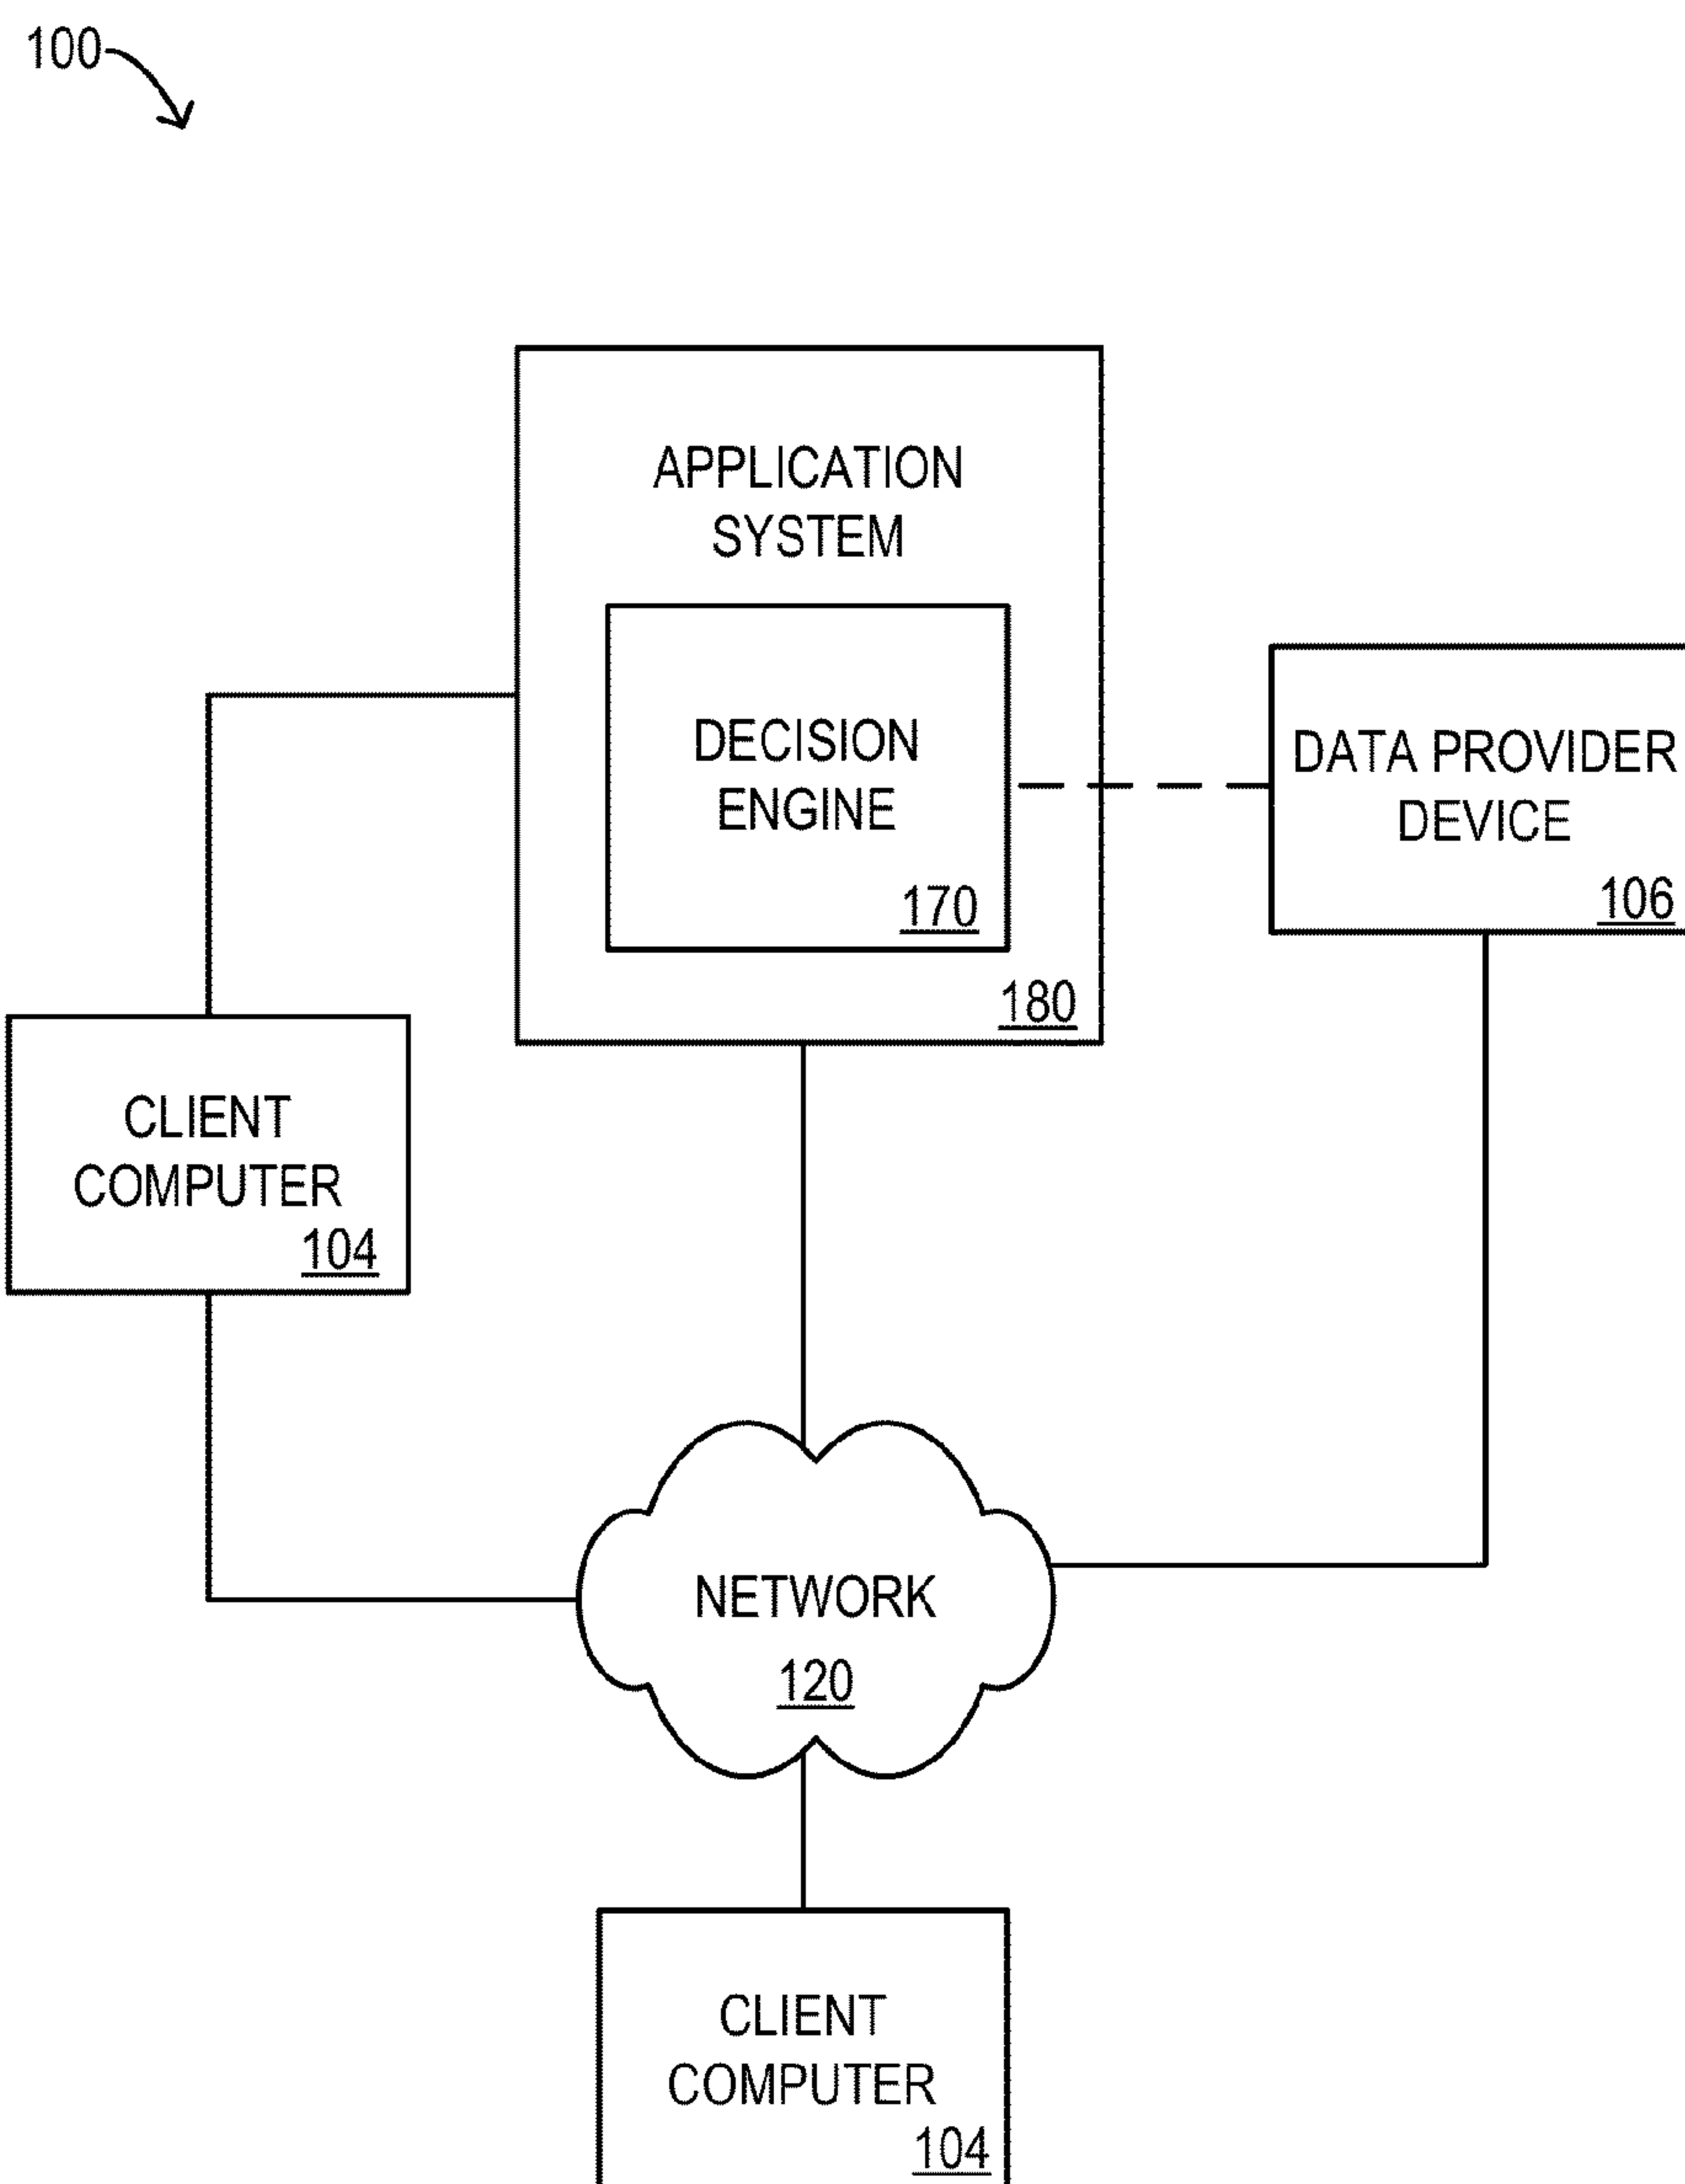 100
APPLICATION
SYSTEM
DECISION
ENGINE
170
180
DATA PROVIDER
DEVICE
106
CLIENT
COMPUTER
104
NETWORK
120
CLIENT
COMPUTER
104